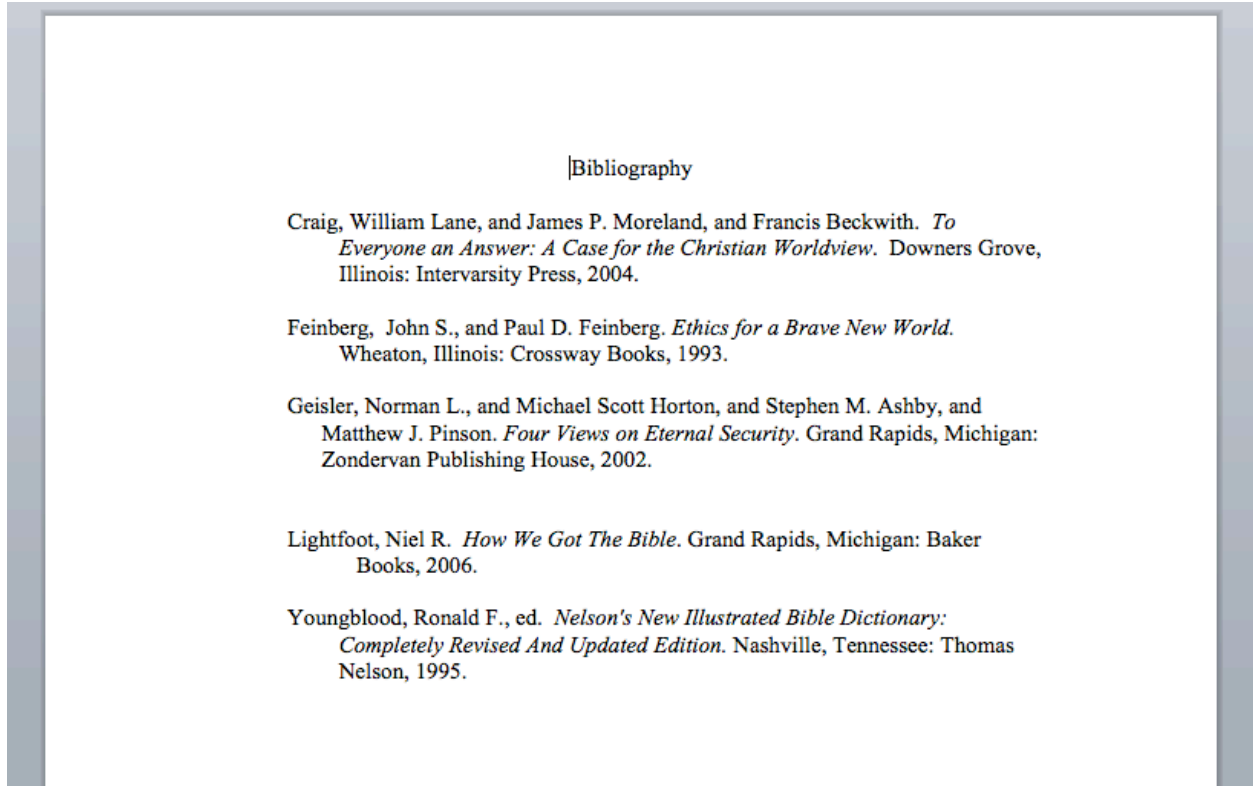 Bibliography
Craig, William Lane, and James P. Moreland, and Francis Beckwith.  To
Everyone an Answer: A Case for the Christian Worldview.  Downers Grove,
Illinois: Intervarsity Press, 2004.
Feinberg,  John S., and Paul D. Feinberg. Ethics for a Brave New World.
Wheaton, Illinois: Crossway Books, 1993.
Geisler, Norman L., and Michael Scott Horton, and Stephen M. Ashby, and
Matthew J. Pinson. Four Views on Eternal Security. Grand Rapids, Michigan:
Zondervan Publishing House, 2002.
Lightfoot, Niel R.  How We Got The Bible. Grand Rapids, Michigan: Baker
Books, 2006.
Youngblood, Ronald F., ed.  Nelson's New Illustrated Bible Dictionary:
Completely Revised And Updated Edition. Nashville, Tennessee: Thomas
Nelson, 1995.